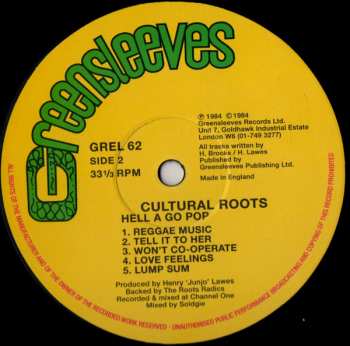 Greensleeves
GREL 62
SIDE 2
33⅓ RPM
℗ 1984 © 1984
Greensleeves Records Ltd.
Unit 7, Goldhawk Industrial Estate
London W6 (01-749 3277)
All tracks written by
H. Brooks / H. Lawes
Published by
Greensleeves Publishing Ltd.
Made in England
CULTURAL ROOTS
HELL A GO POP
1. REGGAE MUSIC
2. TELL IT TO HER
3. WON'T CO-OPERATE
4. LOVE FEELINGS
5. LUMP SUM
Produced by Henry 'Junjo' Lawes
Backed by The Roots Radics
Recorded & mixed at Channel One
Mixed by Soldgie
ALL RIGHTS OF THE MANUFACTURER AND OF THE OWNER OF THE RECORDED WORK RESERVED - UNAUTHORISED PUBLIC PERFORMANCE BROADCASTING AND COPYING OF THIS RECORD PROHIBITED